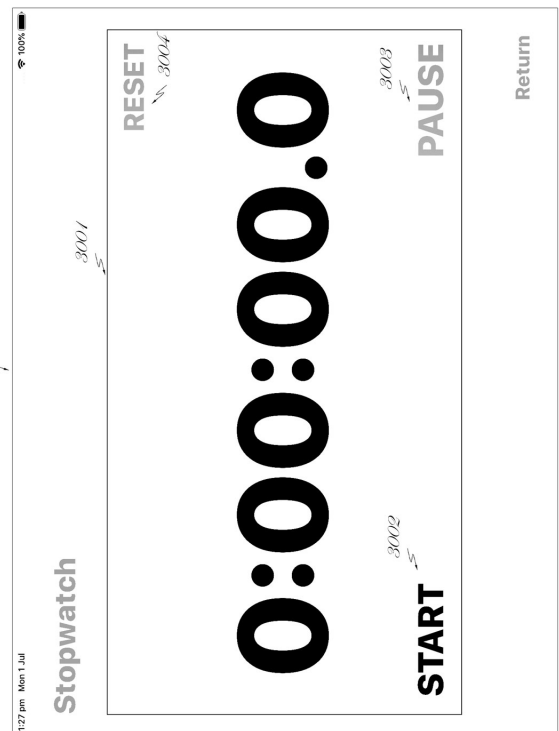 1:27 pm Mon 1 Jul 100%
Stopwatch
3001
RESET
3004
0:00:00.0
3002
3003
START
PAUSE
Return